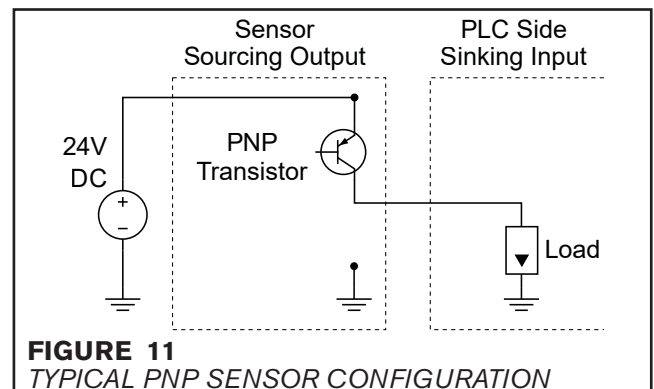 Sensor
Sourcing Output
PLC Side
Sinking Input
24V
DC
+
−
PNP
Transistor
Load
FIGURE 11
TYPICAL PNP SENSOR CONFIGURATION